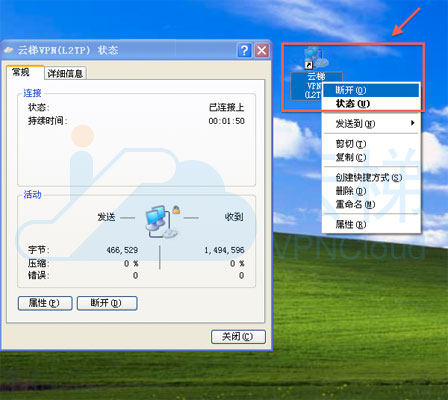 云梯VPN(L2TP) 状态
常规
详细信息
连接
状态: 已连接上
持续时间: 00:01:50
活动
发送 — — 收到
字节: 466,529 1,494,596
压缩: 0 % 0 %
错误: 0 0
属性(P)
断开(D)
关闭(C)
云梯
VPN
(L2TP)
断开(O)
状态(U)
发送到(N)
剪切(T)
复制(C)
创建快捷方式(S)
删除(D)
重命名(M)
属性(R)
云梯
VPNCloud